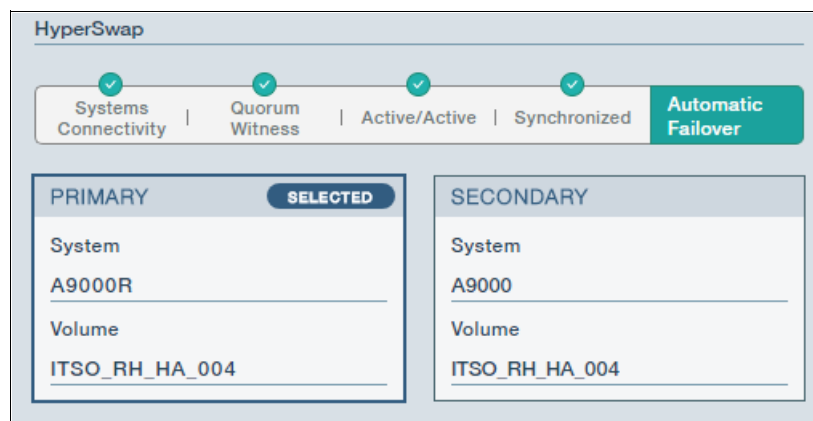 HyperSwap
Systems Connectivity | Quorum Witness | Active/Active | Synchronized Automatic Failover
PRIMARY SELECTED
System
A9000R
Volume
ITSO_RH_HA_004
SECONDARY
System
A9000
Volume
ITSO_RH_HA_004